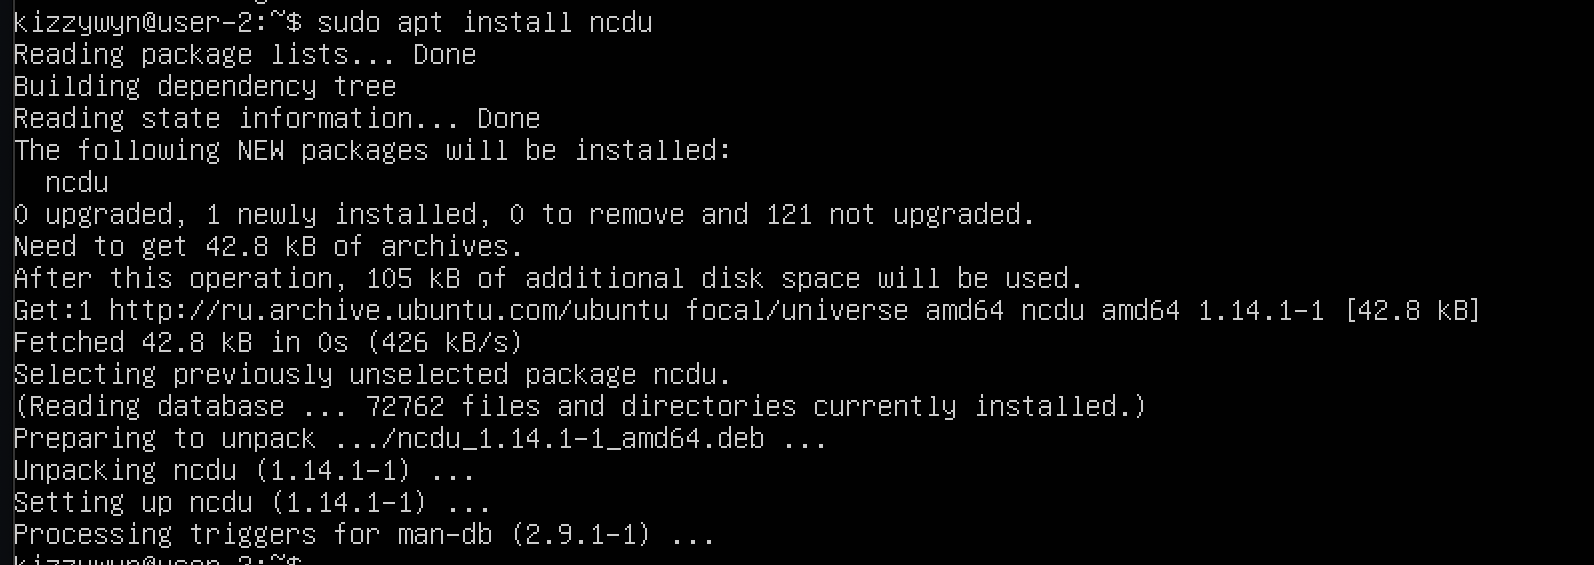 kizzywyn@user-2:~$ sudo apt install ncdu
Reading package lists... Done
Building dependency tree
Reading state information... Done
The following NEW packages will be installed:
  ncdu
0 upgraded, 1 newly installed, 0 to remove and 121 not upgraded.
Need to get 42.8 kB of archives.
After this operation, 105 kB of additional disk space will be used.
Get:1 http://ru.archive.ubuntu.com/ubuntu focal/universe amd64 ncdu amd64 1.14.1-1 [42.8 kB]
Fetched 42.8 kB in 0s (426 kB/s)
Selecting previously unselected package ncdu.
(Reading database ... 72762 files and directories currently installed.)
Preparing to unpack .../ncdu_1.14.1-1_amd64.deb ...
Unpacking ncdu (1.14.1-1) ...
Setting up ncdu (1.14.1-1) ...
Processing triggers for man-db (2.9.1-1) ...
kizzywyn@user-2:~$